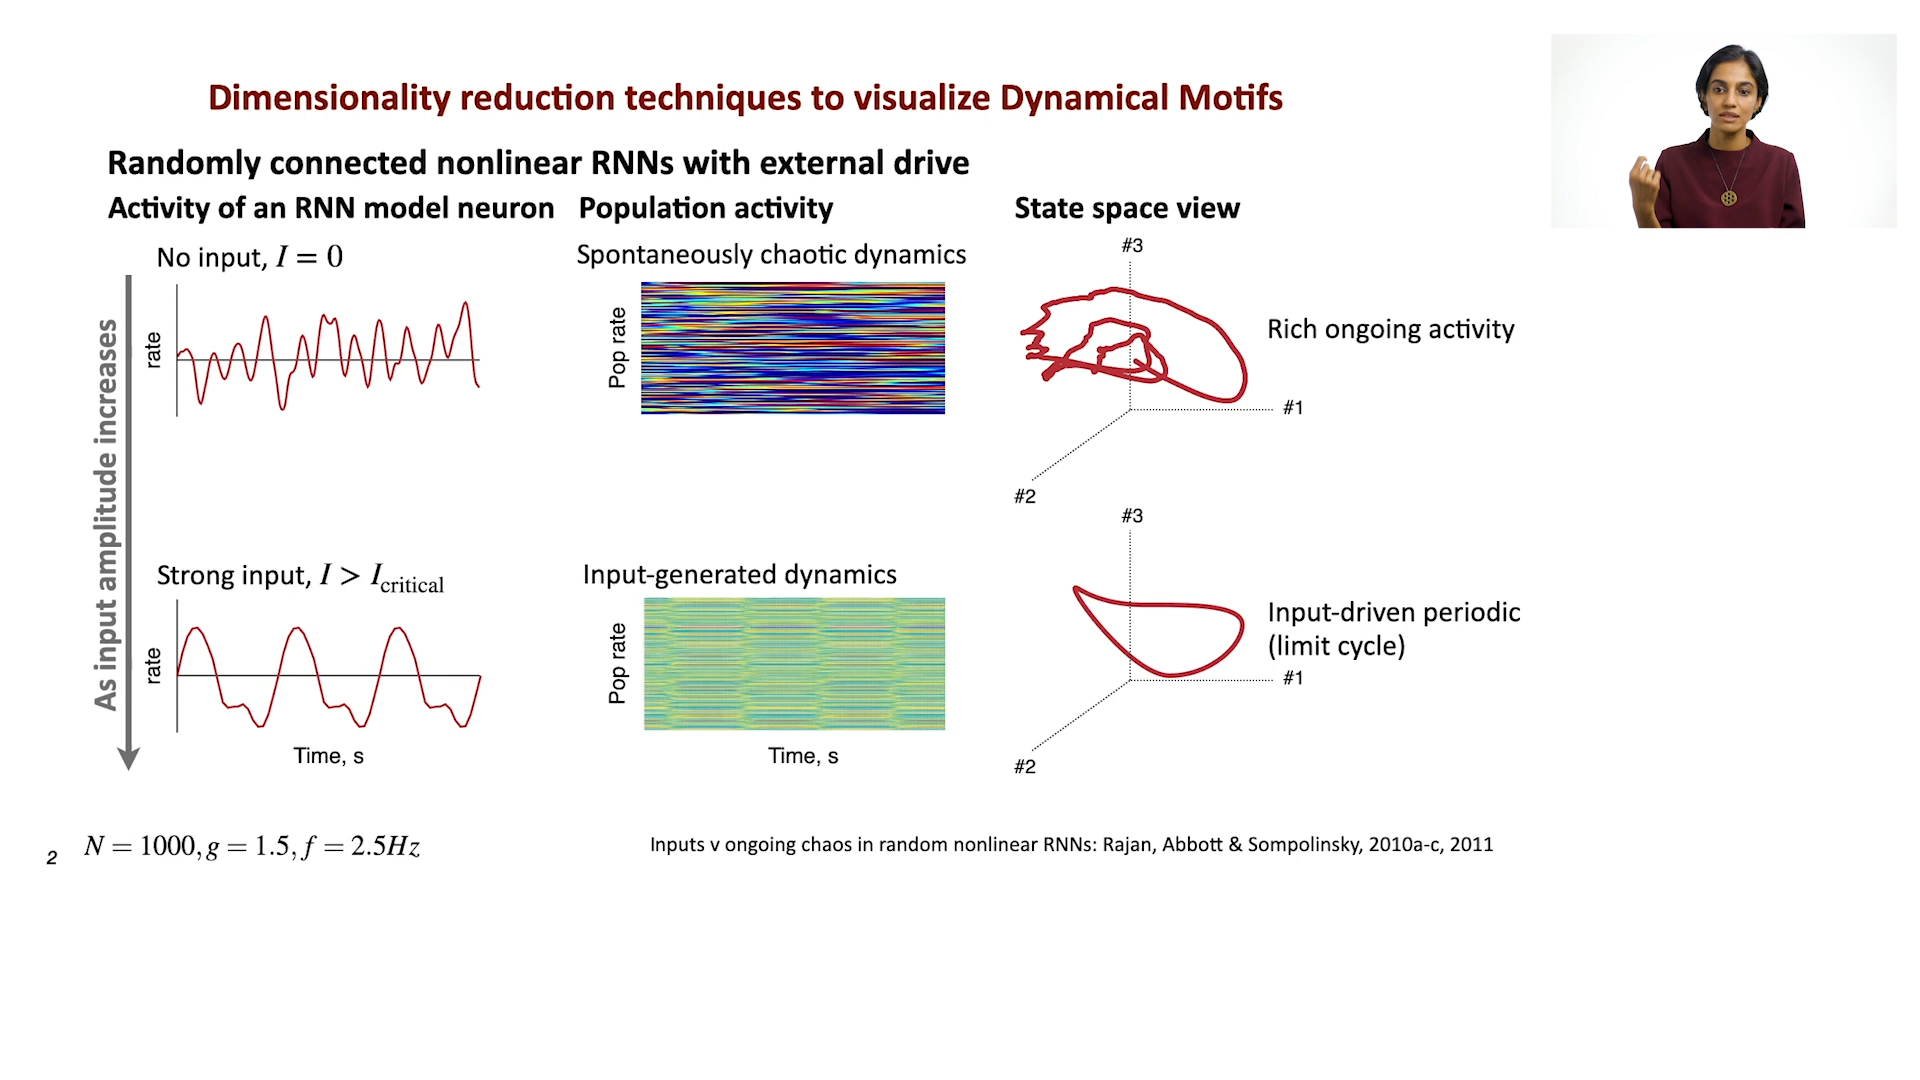 Dimensionality reduction techniques to visualize Dynamical Motifs
Randomly connected nonlinear RNNs with external drive
Activity of an RNN model neuron
Population activity
State space view
As input amplitude increases
No input, I = 0
rate
Spontaneously chaotic dynamics
Pop rate
#3
Rich ongoing activity
#1
#2
Strong input, I > I_critical
rate
Time, s
Input-generated dynamics
Pop rate
Time, s
#3
Input-driven periodic
(limit cycle)
#1
#2
2
N = 1000, g = 1.5, f = 2.5Hz
Inputs v ongoing chaos in random nonlinear RNNs: Rajan, Abbott & Sompolinsky, 2010a-c, 2011